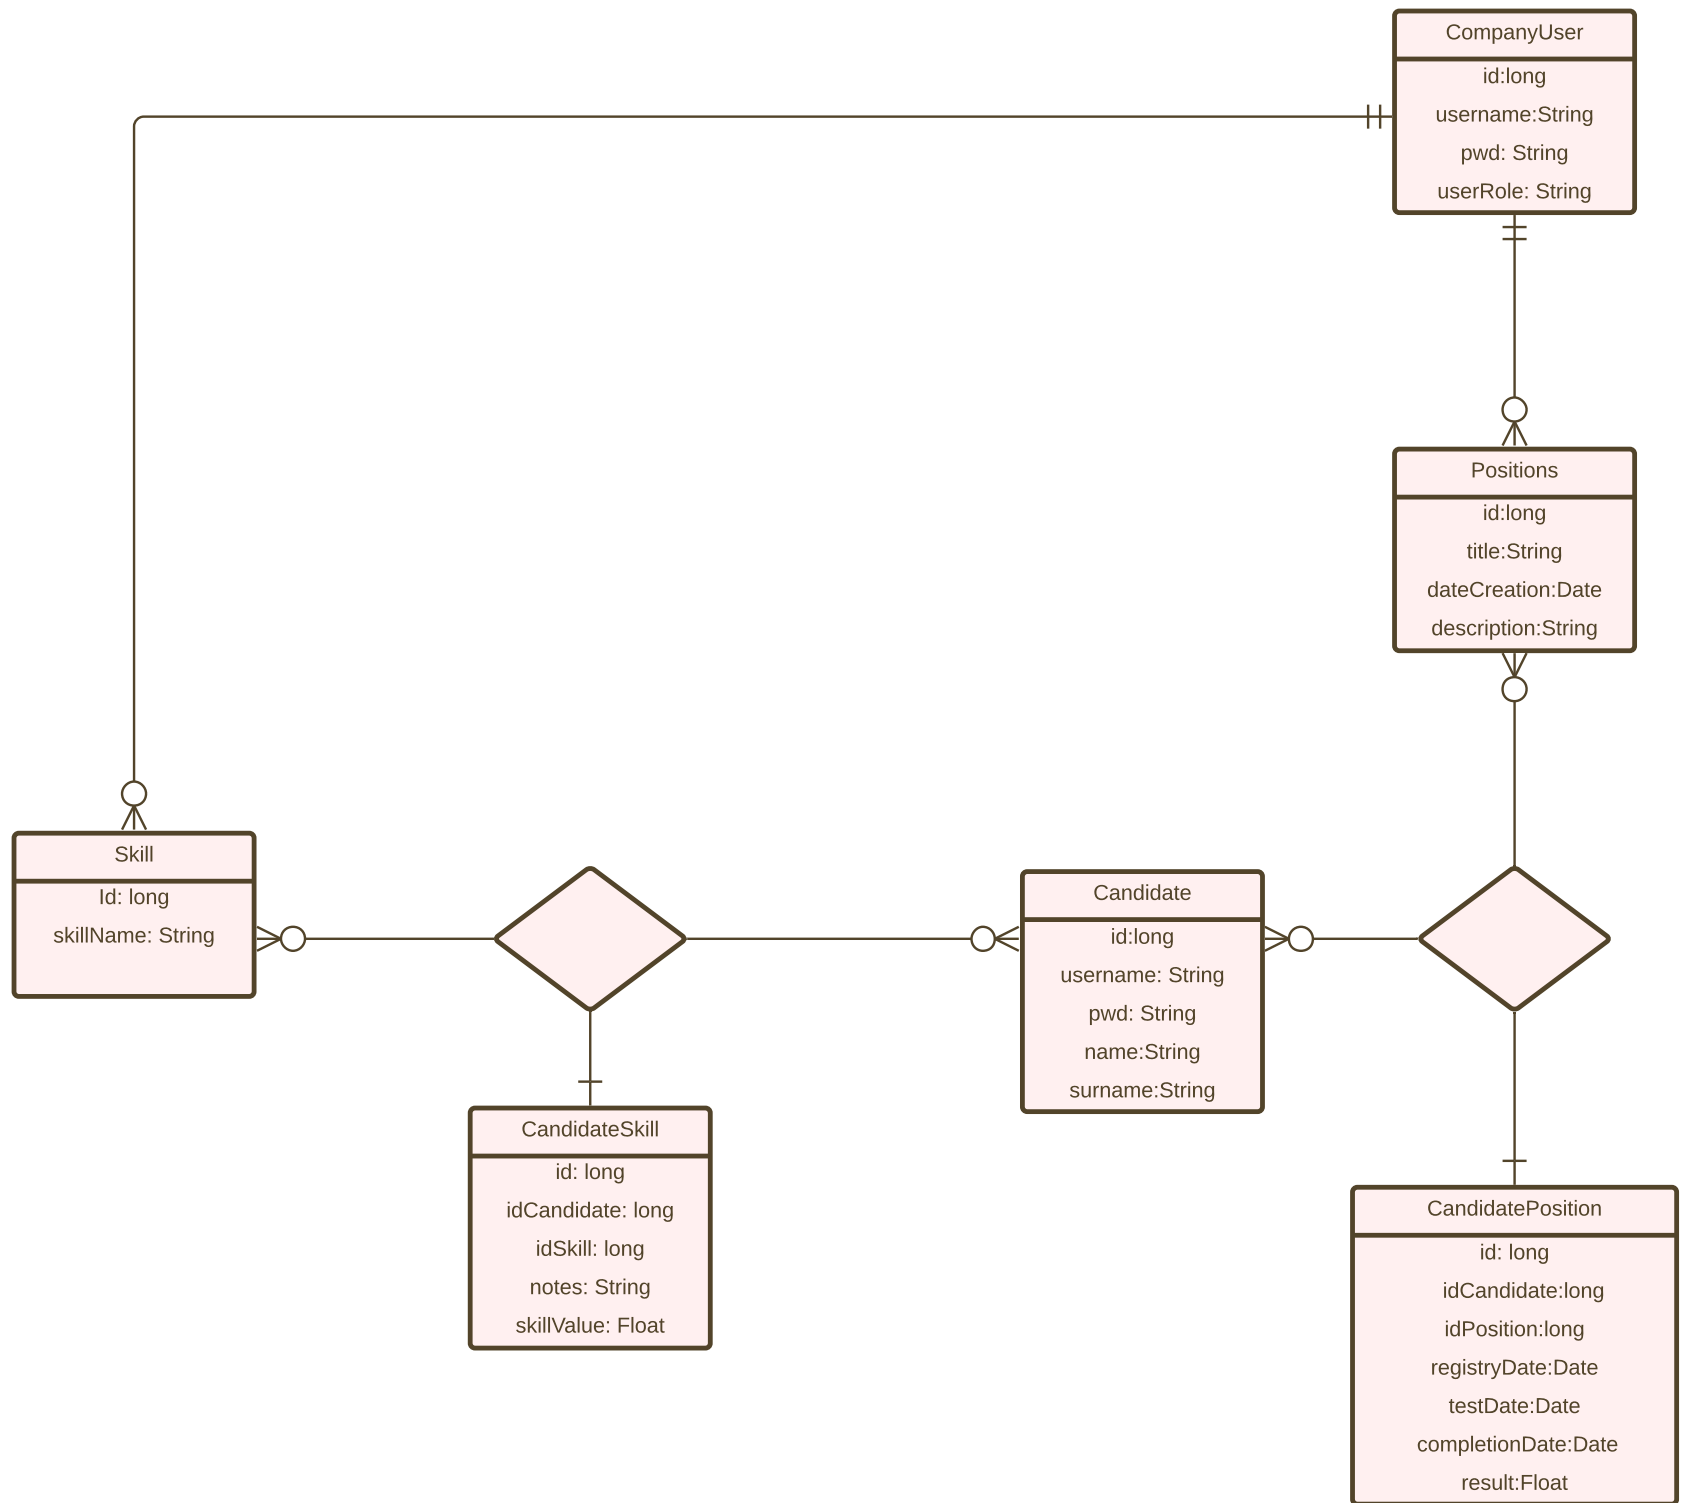 CompanyUser
id:long
username:String
pwd: String
userRole: String
Positions
id:long
title:String
dateCreation:Date
description:String
Skill
Id: long
skillName: String
Candidate
id:long
username: String
pwd: String
name:String
surname:String
CandidateSkill
id: long
idCandidate: long
idSkill: long
notes: String
skillValue: Float
CandidatePosition
id: long
idCandidate:long
idPosition:long
registryDate:Date
testDate:Date
completionDate:Date
result:Float